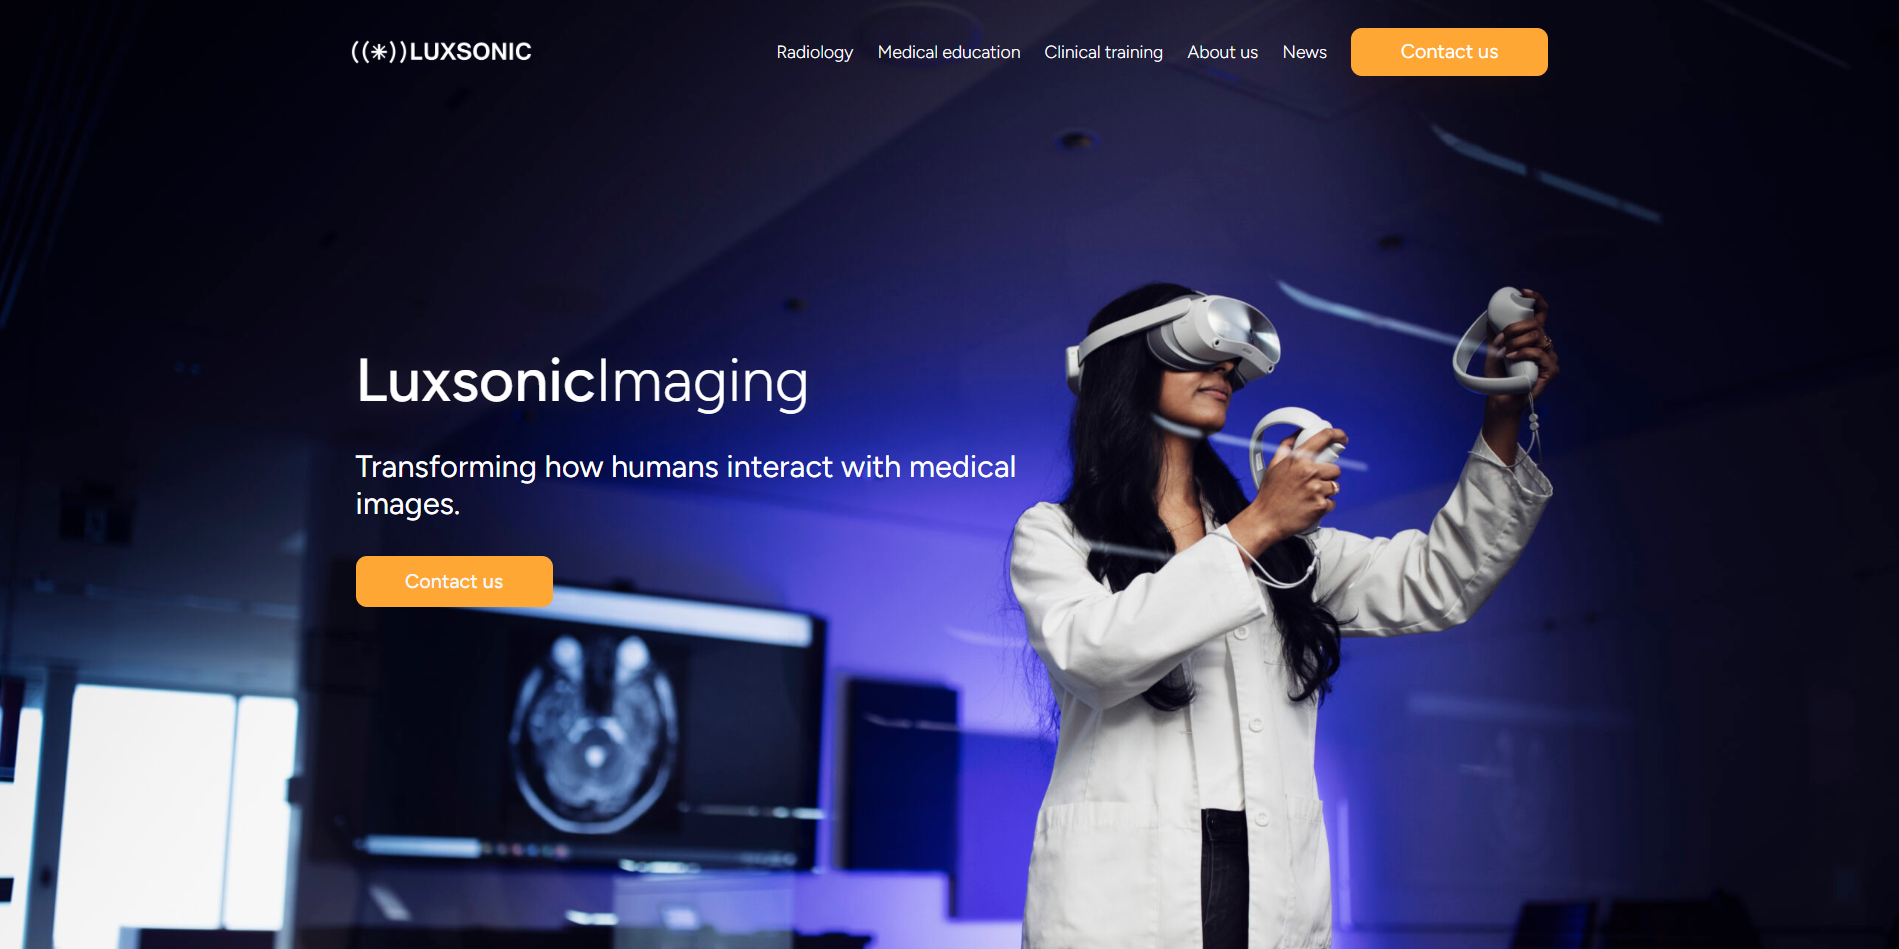 ((*))LUXSONIC
Radiology
Medical education
Clinical training
About us
News
Contact us
LuxsonicImaging
Transforming how humans interact with medical
images.
Contact us